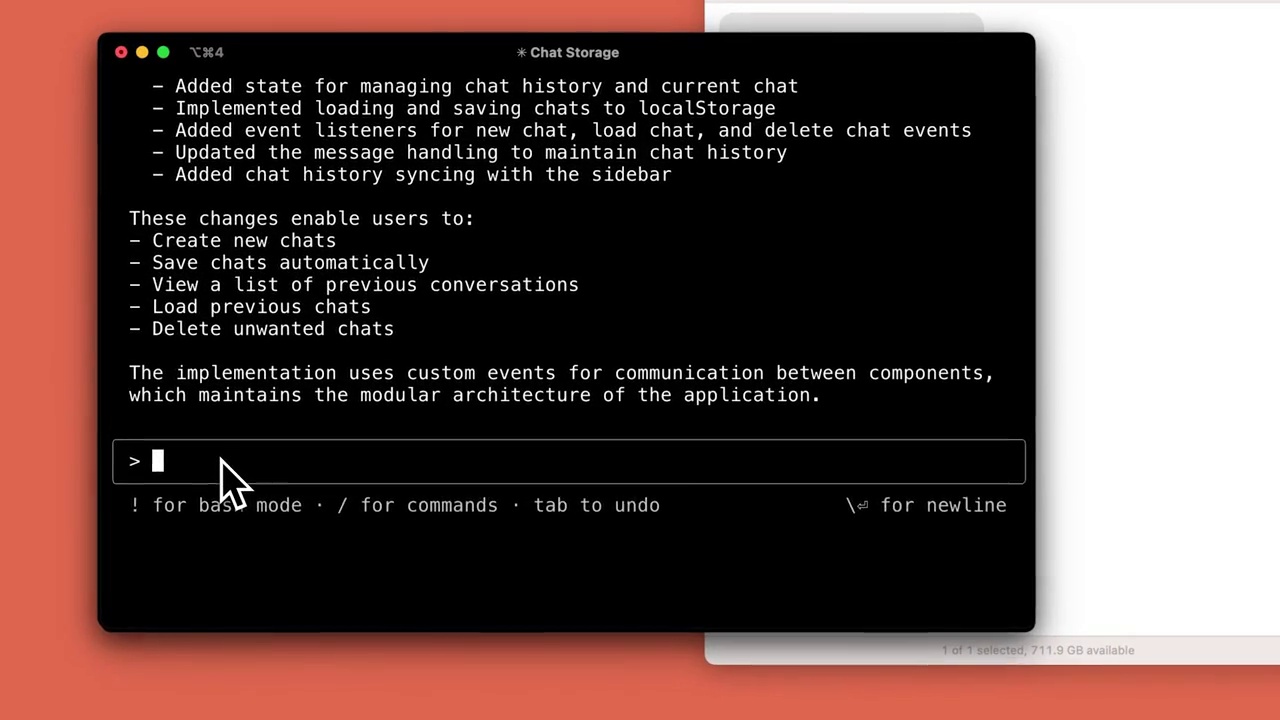 ⌥⌘4
✳ Chat Storage
- Added state for managing chat history and current chat
- Implemented loading and saving chats to localStorage
- Added event listeners for new chat, load chat, and delete chat events
- Updated the message handling to maintain chat history
- Added chat history syncing with the sidebar
These changes enable users to:
- Create new chats
- Save chats automatically
- View a list of previous conversations
- Load previous chats
- Delete unwanted chats
The implementation uses custom events for communication between components,
which maintains the modular architecture of the application.
>
! for bash mode · / for commands · tab to undo
\⏎ for newline
1 of 1 selected, 711.9 GB available